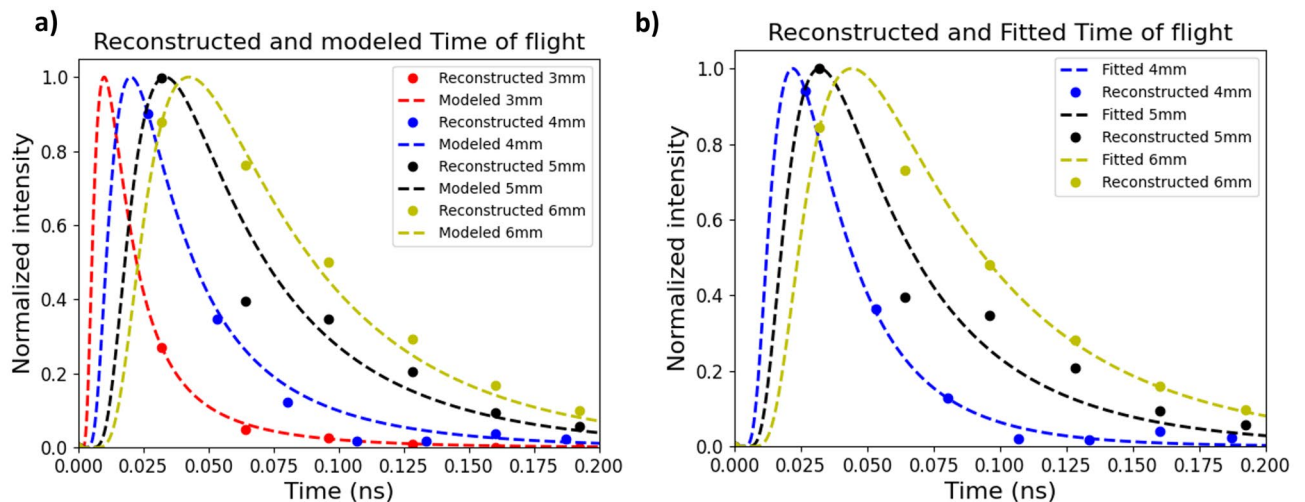 a)
Reconstructed and modeled Time of flight
Normalized intensity
1.0
0.8
0.6
0.4
0.2
0.0
0.000
0.025
0.050
0.075
0.100
0.125
0.150
0.175
0.200
Time (ns)
Reconstructed 3mm
Modeled 3mm
Reconstructed 4mm
Modeled 4mm
Reconstructed 5mm
Modeled 5mm
Reconstructed 6mm
Modeled 6mm
b)
Reconstructed and Fitted Time of flight
Normalized intensity
1.0
0.8
0.6
0.4
0.2
0.0
0.000
0.025
0.050
0.075
0.100
0.125
0.150
0.175
0.200
Time (ns)
Fitted 4mm
Reconstructed 4mm
Fitted 5mm
Reconstructed 5mm
Fitted 6mm
Reconstructed 6mm